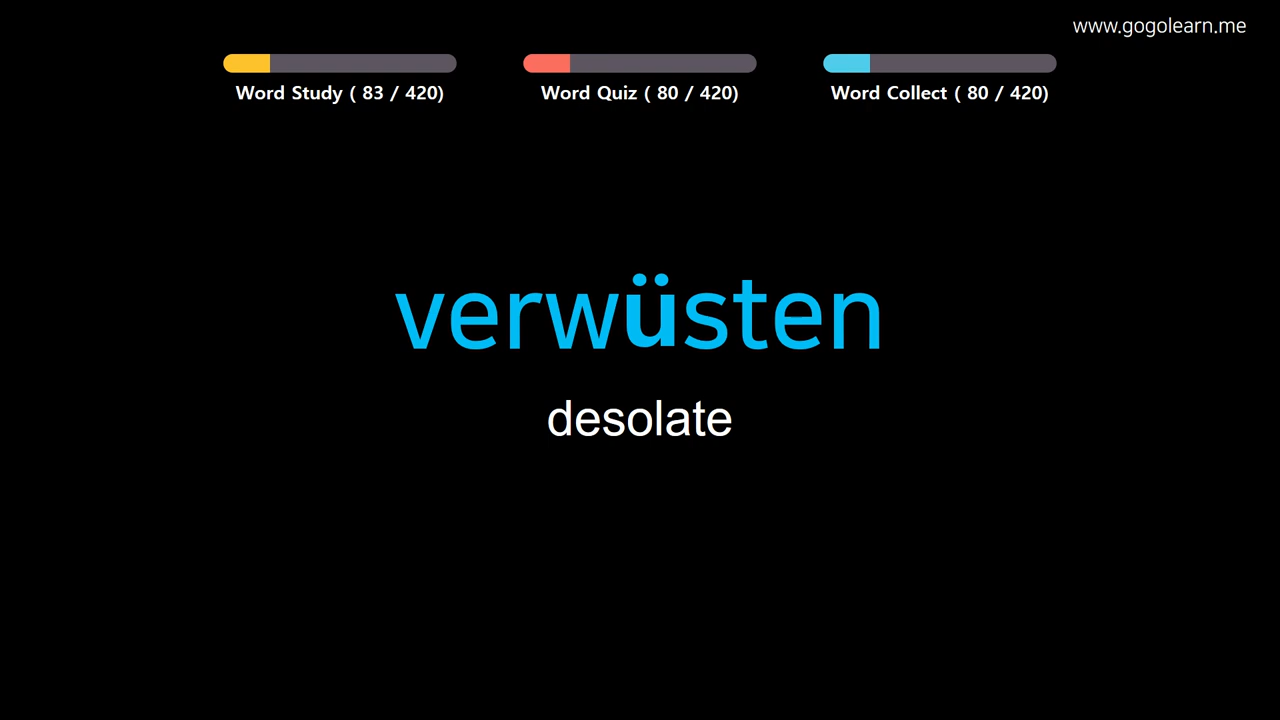 www.gogolearn.me
Word Study ( 83 / 420)
Word Quiz ( 80 / 420)
Word Collect ( 80 / 420)
verwüsten
desolate